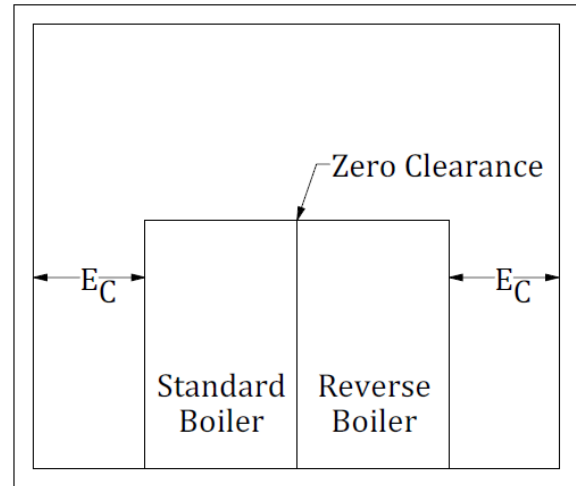 Zero Clearance
EC
EC
Standard
Boiler
Reverse
Boiler